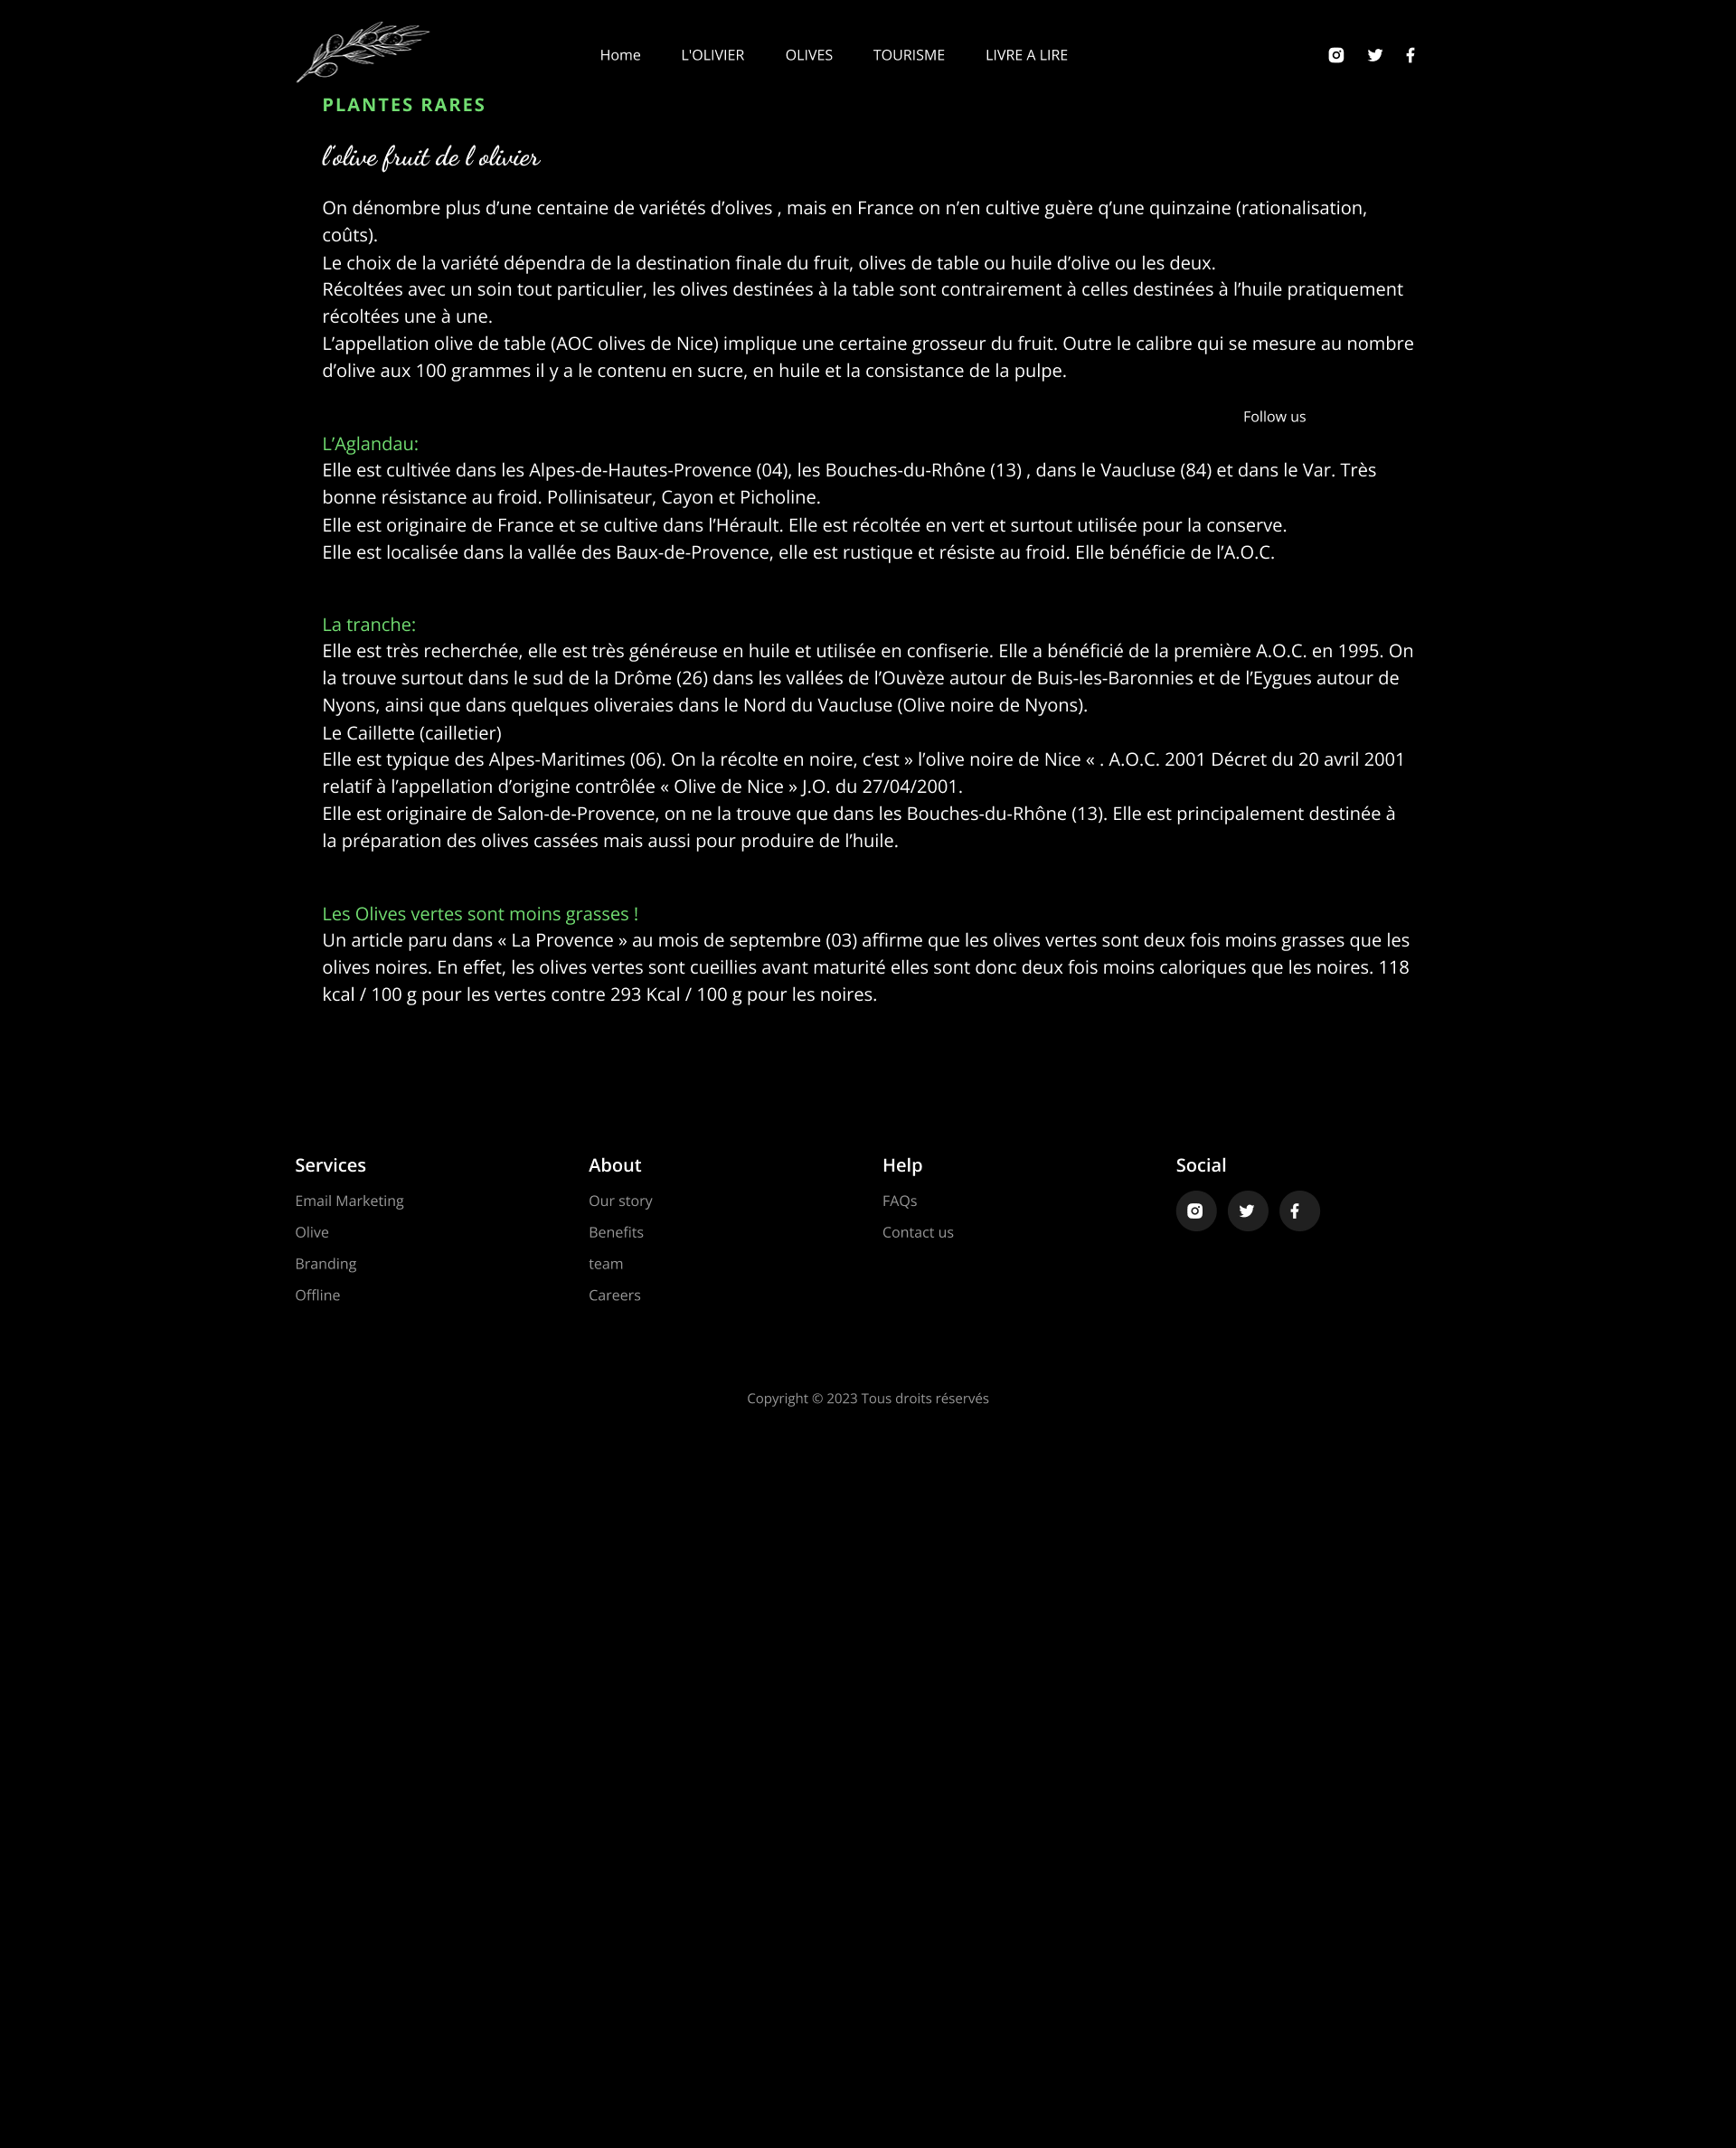 Home L'OLIVIER OLIVES TOURISME LIVRE A LIRE
PLANTES RARES
l'olive fruit de l olivier
On dénombre plus d’une centaine de variétés d’olives , mais en France on n’en cultive guère q’une quinzaine (rationalisation,
coûts).
Le choix de la variété dépendra de la destination finale du fruit, olives de table ou huile d’olive ou les deux.
Récoltées avec un soin tout particulier, les olives destinées à la table sont contrairement à celles destinées à l’huile pratiquement
récoltées une à une.
L’appellation olive de table (AOC olives de Nice) implique une certaine grosseur du fruit. Outre le calibre qui se mesure au nombre
d’olive aux 100 grammes il y a le contenu en sucre, en huile et la consistance de la pulpe.
Follow us
L’Aglandau:
Elle est cultivée dans les Alpes-de-Hautes-Provence (04), les Bouches-du-Rhône (13) , dans le Vaucluse (84) et dans le Var. Très
bonne résistance au froid. Pollinisateur, Cayon et Picholine.
Elle est originaire de France et se cultive dans l’Hérault. Elle est récoltée en vert et surtout utilisée pour la conserve.
Elle est localisée dans la vallée des Baux-de-Provence, elle est rustique et résiste au froid. Elle bénéficie de l’A.O.C.
La tranche:
Elle est très recherchée, elle est très généreuse en huile et utilisée en confiserie. Elle a bénéficié de la première A.O.C. en 1995. On
la trouve surtout dans le sud de la Drôme (26) dans les vallées de l’Ouvèze autour de Buis-les-Baronnies et de l’Eygues autour de
Nyons, ainsi que dans quelques oliveraies dans le Nord du Vaucluse (Olive noire de Nyons).
Le Caillette (cailletier)
Elle est typique des Alpes-Maritimes (06). On la récolte en noire, c’est » l’olive noire de Nice « . A.O.C. 2001 Décret du 20 avril 2001
relatif à l’appellation d’origine contrôlée « Olive de Nice » J.O. du 27/04/2001.
Elle est originaire de Salon-de-Provence, on ne la trouve que dans les Bouches-du-Rhône (13). Elle est principalement destinée à
la préparation des olives cassées mais aussi pour produire de l’huile.
Les Olives vertes sont moins grasses !
Un article paru dans « La Provence » au mois de septembre (03) affirme que les olives vertes sont deux fois moins grasses que les
olives noires. En effet, les olives vertes sont cueillies avant maturité elles sont donc deux fois moins caloriques que les noires. 118
kcal / 100 g pour les vertes contre 293 Kcal / 100 g pour les noires.
Services
Email Marketing
Olive
Branding
Offline
About
Our story
Benefits
team
Careers
Help
FAQs
Contact us
Social
Copyright © 2023 Tous droits réservés